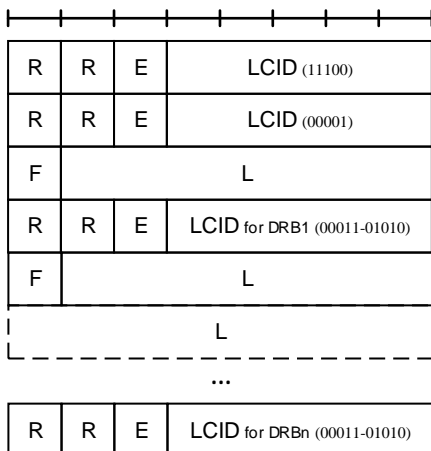 R R E LCID (11100)
R R E LCID (00001)
F L
R R E LCID for DRB1 (00011-01010)
F L
L
...
R R E LCID for DRBn (00011-01010)